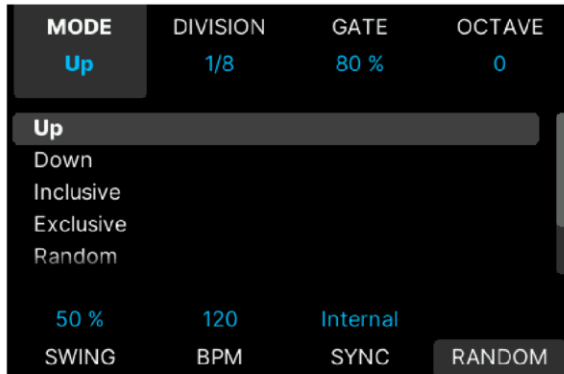 MODE DIVISION GATE OCTAVE
Up 1/8 80 % 0
Up
Down
Inclusive
Exclusive
Random
50 % 120 Internal
SWING BPM SYNC RANDOM